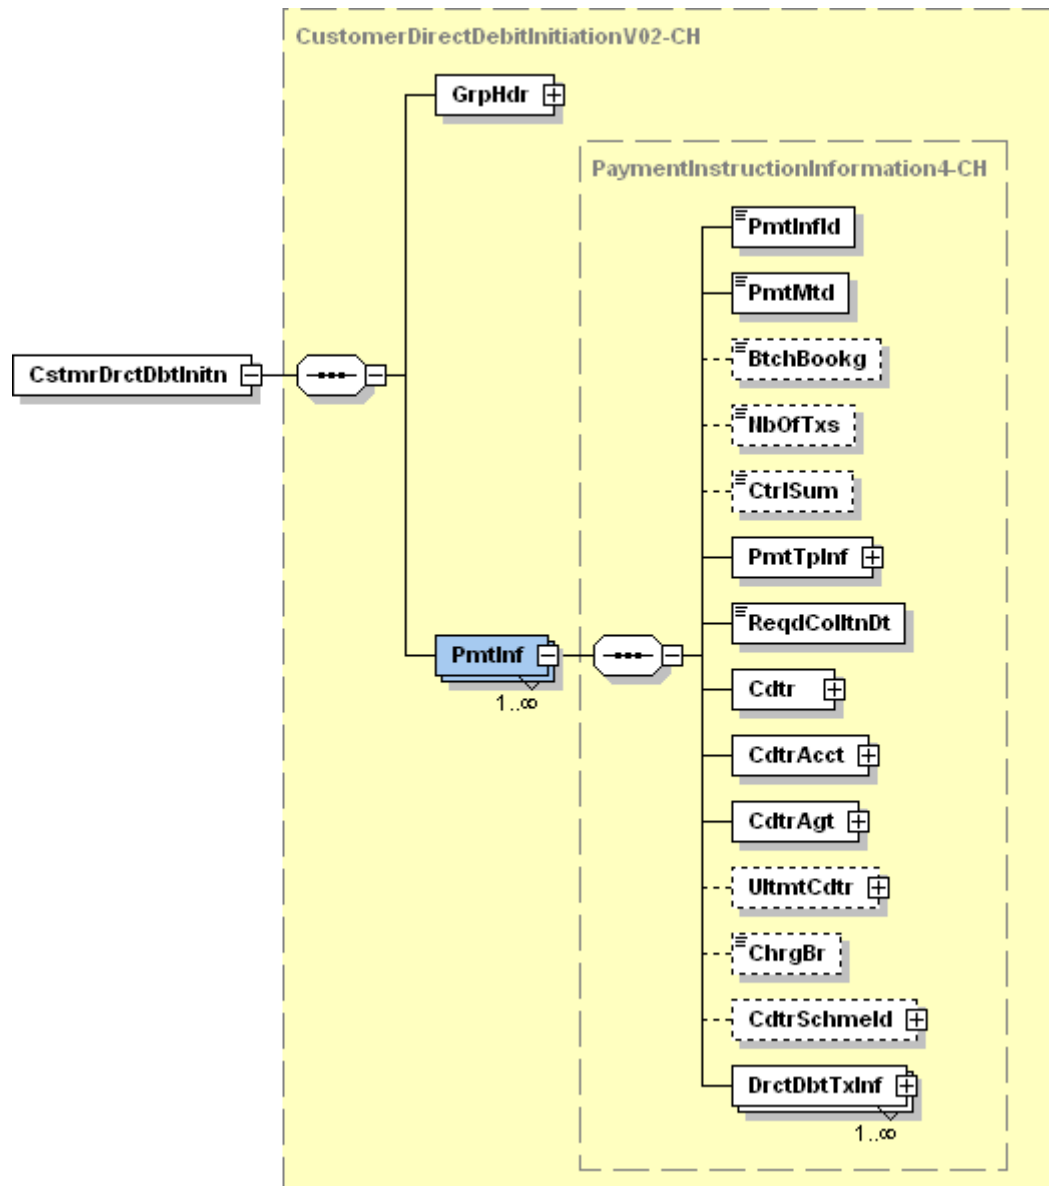 CustomerDirectDebitInitiationV02-CH
GrpHdr
PaymentInstructionInformation4-CH
PmtInfId
PmtMtd
BtchBookg
NbOfTxs
CstmrDrctDbtInitn
CtrlSum
PmtTpInf
ReqdColltnDt
PmtInf
1..∞
Cdtr
CdtrAcct
CdtrAgt
UltmtCdtr
ChrgBr
CdtrSchmeId
DrctDbtTxInf
1..∞